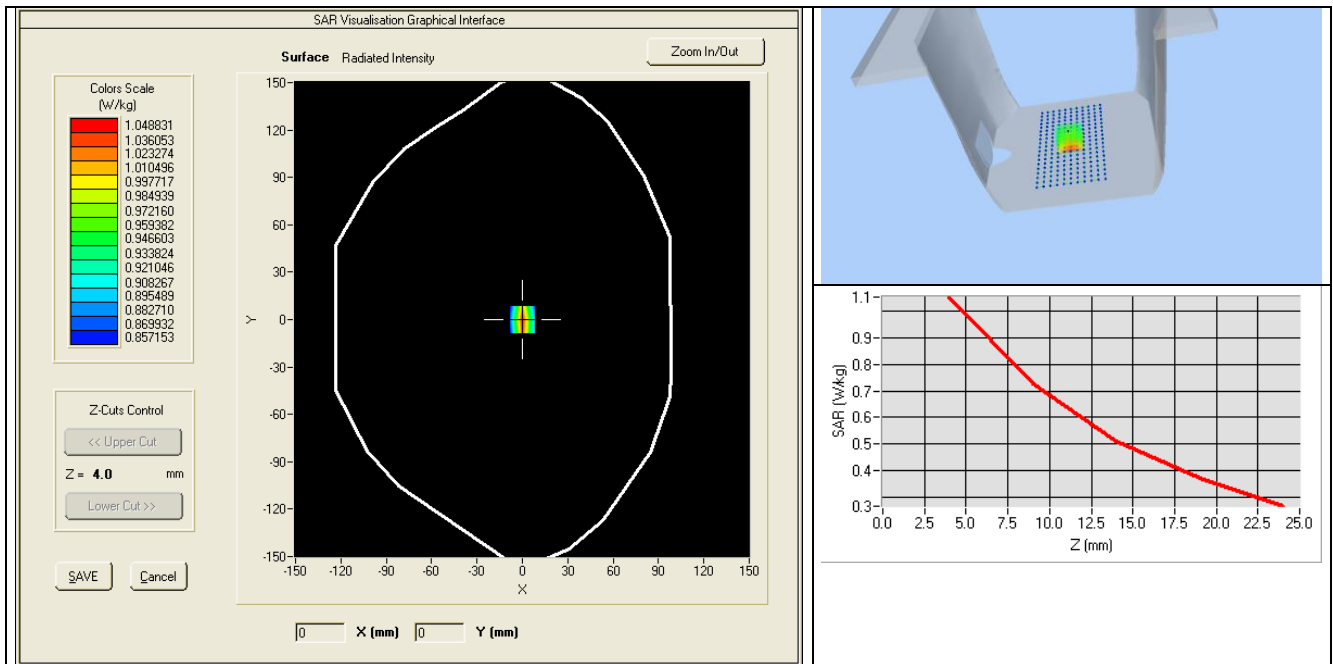 SAR Visualisation Graphical Interface
Surface Radiated Intensity
Zoom In/Out
Colors Scale
(W/kg)
1.048831
1.036053
1.023274
1.010496
0.997717
0.984939
0.972160
0.959382
0.946603
0.933824
0.921046
0.908267
0.895489
0.882710
0.869932
0.857153
Z-Cuts Control
<< Upper Cut
Z = 4.0 mm
Lower Cut >>
SAVE Cancel
150
120
90
60
30
0
-30
-60
-90
-120
-150
Y
-150 -120 -90 -60 -30 0 30 60 90 120 150
X
0 X (mm) 0 Y (mm)
1.1
0.9
0.8
0.7
0.6
0.5
0.4
0.3
SAR (W/kg)
0.0 2.5 5.0 7.5 10.0 12.5 15.0 17.5 20.0 22.5 25.0
Z (mm)